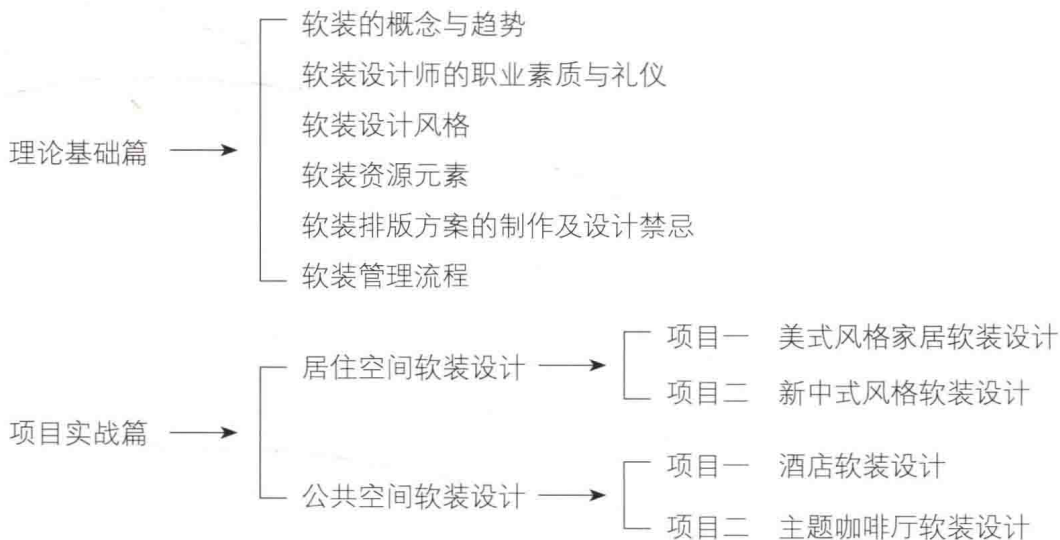 软装的概念与趋势
软装设计师的职业素质与礼仪
软装设计风格
理论基础篇
软装资源元素
软装排版方案的制作及设计禁忌
软装管理流程
项目一 美式风格家居软装设计
居住空间软装设计
项目二 新中式风格软装设计
项目实战篇
项目一 酒店软装设计
公共空间软装设计
项目二 主题咖啡厅软装设计